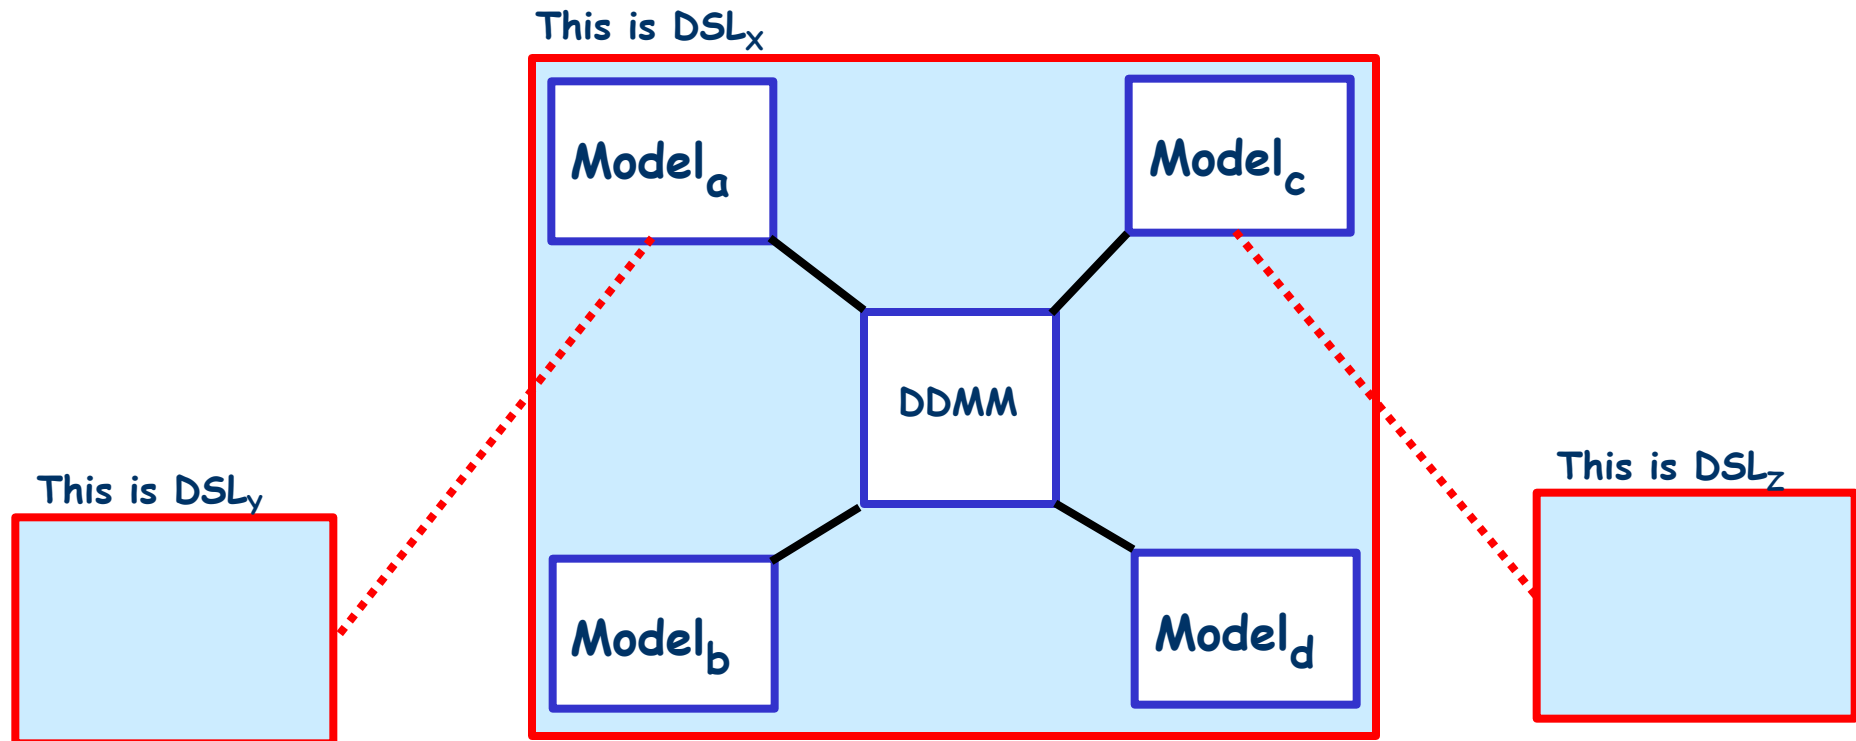 This is DSLX
Modela
Modelc
DDMM
This is DSLY
This is DSLZ
Modelb
Modeld